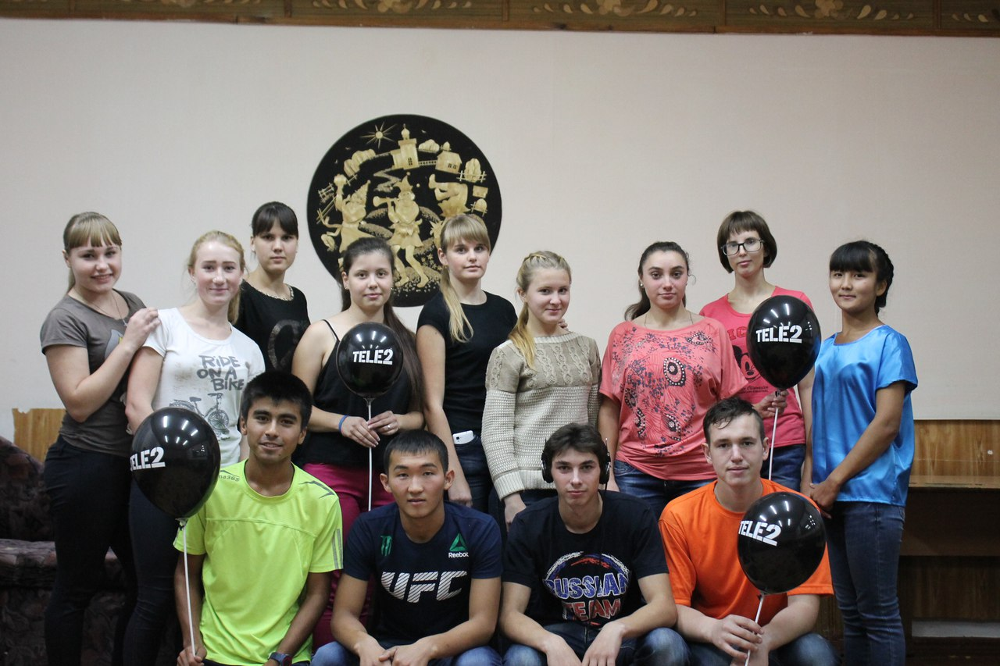 RIDE
ON A
BIKE
TELE2
TELE2
TELE2
TELE2
Reebok
UFC
RUSSIAN
TEAM